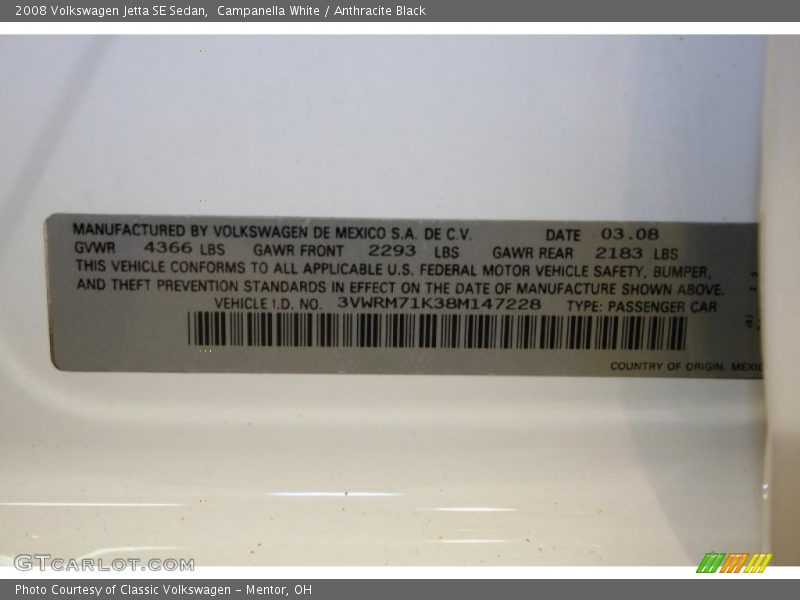 2008 Volkswagen Jetta SE Sedan,  Campanella White / Anthracite Black
MANUFACTURED BY VOLKSWAGEN DE MEXICO S.A. DE C.V. DATE 03.08
GVWR 4366 LBS GAWR FRONT 2293 LBS GAWR REAR 2183 LBS
THIS VEHICLE CONFORMS TO ALL APPLICABLE U.S. FEDERAL MOTOR VEHICLE SAFETY, BUMPER,
AND THEFT PREVENTION STANDARDS IN EFFECT ON THE DATE OF MANUFACTURE SHOWN ABOVE.
VEHICLE I.D. NO. 3VWRM71K38M147228 TYPE: PASSENGER CAR
COUNTRY OF ORIGIN: MEXIC
GTCarlot.com
Photo Courtesy of Classic Volkswagen - Mentor, OH